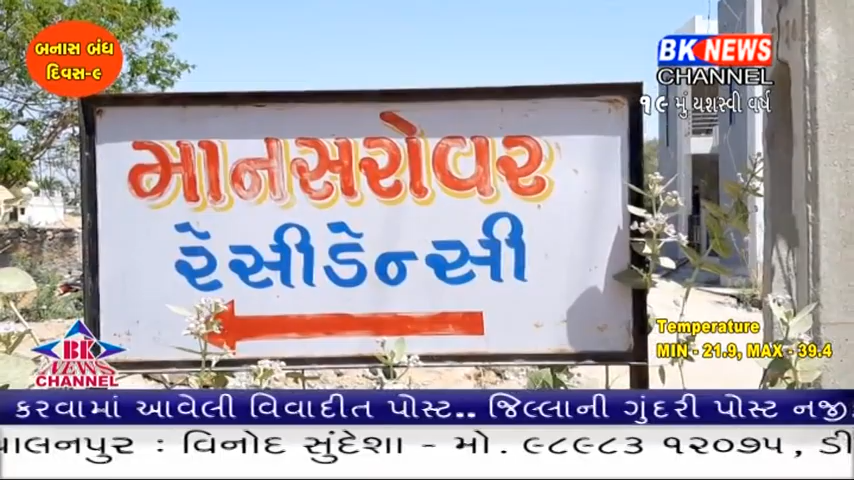 બનાસ બંધ
દિવસ-૯
BK NEWS
CHANNEL
૧૯ મું યશસ્વી વર્ષ
માનસરોવર
રેસીડેન્સી
Temperature
MIN - 21.9, MAX - 39.4
BK
NEWS
CHANNEL
કરવામાં આવેલી વિવાદીત પોસ્ટ.. જિલ્લાની ગુંદરી પોસ્ટ નજી
પાલનપુર : વિનોદ સુંદેશા - મો. ૯૮૯૮૩ ૧૨૦૭૫, ડી